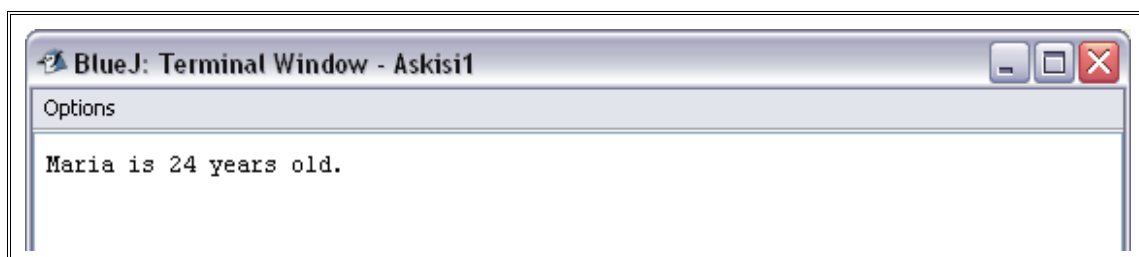 BlueJ: Terminal Window - Askisi1
Options
Maria is 24 years old.